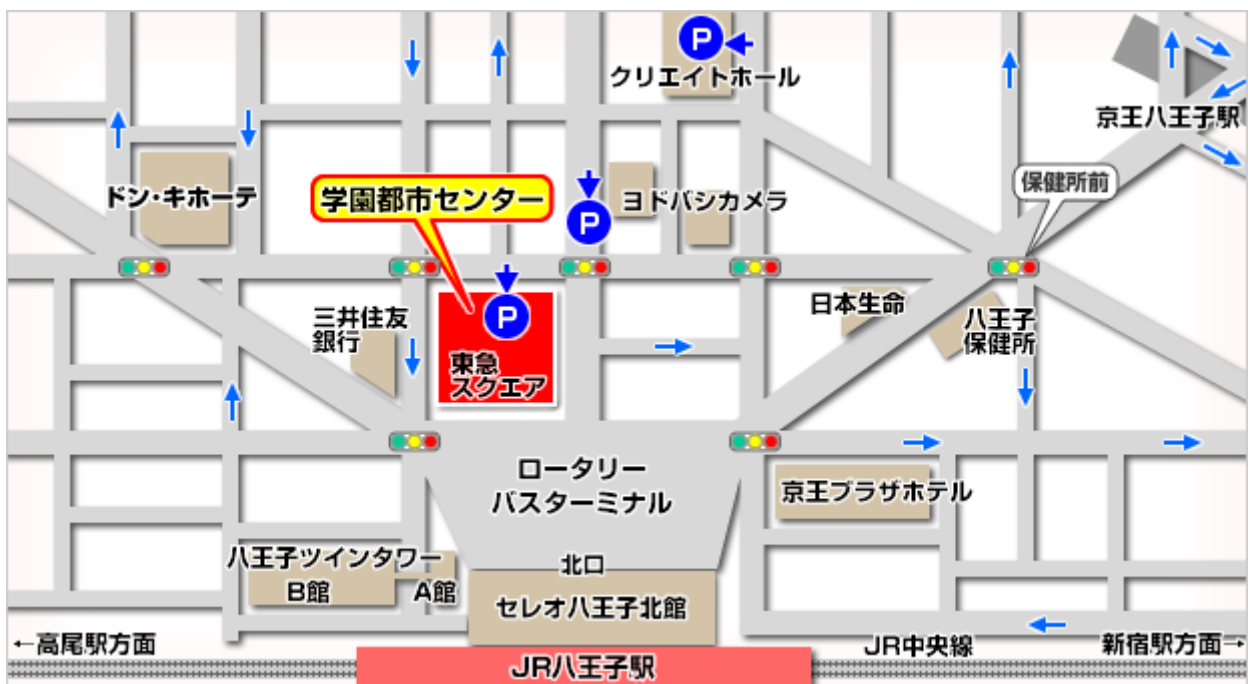 P
クリエイトホール
京王八王子駅
ドン・キホーテ
学園都市センター
P
ヨドバシカメラ
保健所前
三井住友
銀行
P
東急
スクエア
日本生命
八王子
保健所
ロータリー
バスターミナル
京王プラザホテル
八王子ツインタワー
B館
A館
北口
セレオ八王子北館
←高尾駅方面
JR八王子駅
JR中央線
新宿駅方面→